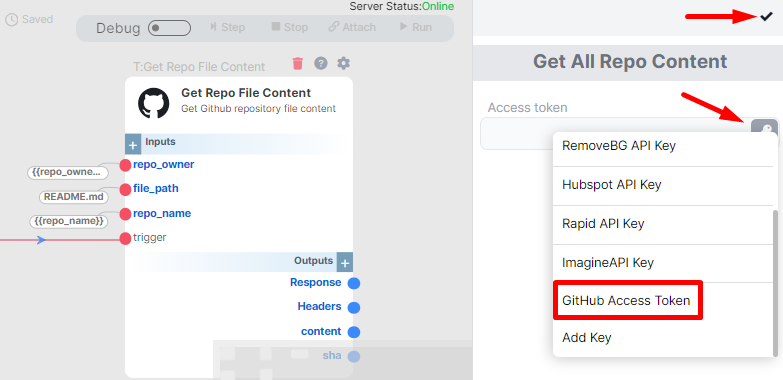 Server Status:Online
Saved
Debug
Step
Stop
Attach
Run
T:Get Repo File Content
Get Repo File Content
Get Github repository file content
Inputs
{{repo_owne...
repo_owner
README.md
file_path
{{repo_name}}
repo_name
trigger
Outputs
Response
Headers
content
sha
Get All Repo Content
Access token
RemoveBG API Key
Hubspot API Key
Rapid API Key
ImagineAPI Key
GitHub Access Token
Add Key